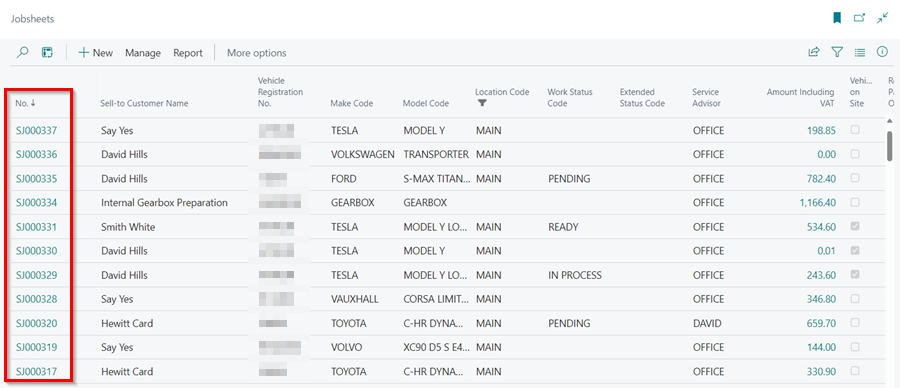 Jobsheets
New Manage Report More options
No. ↓ Sell-to Customer Name Vehicle Registration No. Make Code Model Code Location Code Work Status Code Extended Status Code Service Advisor Amount Including VAT Vehi... on Site R Pa O
SJ000337 Say Yes TESLA MODEL Y MAIN OFFICE 198.85
SJ000336 David Hills VOLKSWAGEN TRANSPORTER MAIN OFFICE 0.00
SJ000335 David Hills FORD S-MAX TITAN... MAIN PENDING OFFICE 782.40
SJ000334 Internal Gearbox Preparation GEARBOX GEARBOX MAIN OFFICE 1,166.40
SJ000331 Smith White TESLA MODEL Y LO... MAIN READY OFFICE 534.60
SJ000330 David Hills TESLA MODEL Y MAIN OFFICE 0.01
SJ000329 David Hills TESLA MODEL Y LO... MAIN IN PROCESS OFFICE 243.60
SJ000328 Say Yes VAUXHALL CORSA LIMIT... MAIN OFFICE 346.80
SJ000320 Hewitt Card TOYOTA C-HR DYNA... MAIN PENDING DAVID 659.70
SJ000319 Say Yes VOLVO XC90 D5 S E4... MAIN OFFICE 144.00
SJ000317 Hewitt Card TOYOTA C-HR DYNA... MAIN OFFICE 330.90